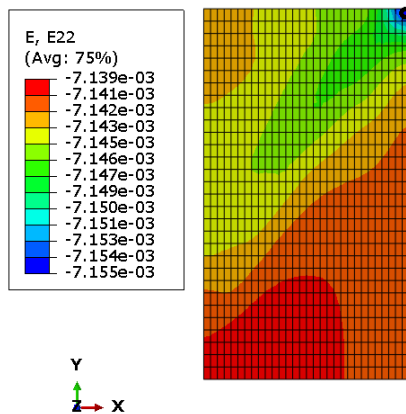 E, E22
(Avg: 75%)
-7.139e-03
-7.141e-03
-7.142e-03
-7.143e-03
-7.145e-03
-7.146e-03
-7.147e-03
-7.149e-03
-7.150e-03
-7.151e-03
-7.153e-03
-7.154e-03
-7.155e-03
Y
Z X